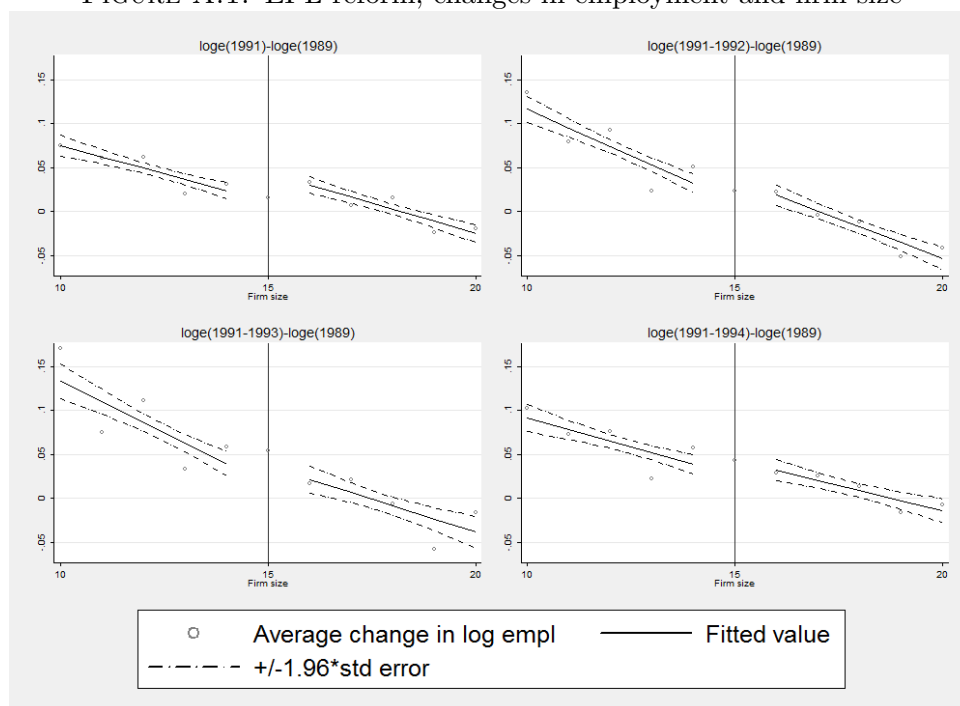 FIGURE A.1. EPL reform, changes in employment and firm size
loge(1991)-loge(1989)
.15
.1
.05
0
-.05
10
15
20
Firm size
loge(1991-1992)-loge(1989)
.15
.1
.05
0
-.05
10
15
20
Firm size
loge(1991-1993)-loge(1989)
.15
.1
.05
0
-.05
10
15
20
Firm size
loge(1991-1994)-loge(1989)
.15
.1
.05
0
-.05
10
15
20
Firm size
Average change in log empl
Fitted value
+/-1.96*std error